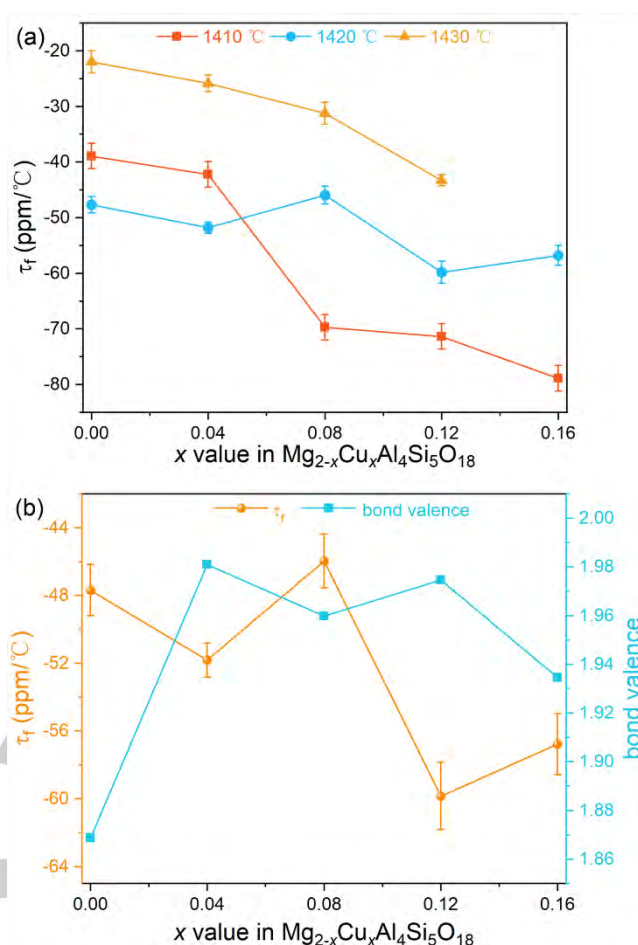 (a)
1410 ℃ 1420 ℃ 1430 ℃
-20
-30
-40
-50
-60
-70
-80
τf (ppm/℃)
0.00 0.04 0.08 0.12 0.16
x value in Mg2-xCuxAl4Si5O18
(b)
τf bond valence
-44
-48
-52
-56
-60
-64
τf (ppm/℃)
2.00
1.98
1.96
1.94
1.92
1.90
1.88
1.86
bond valence
0.00 0.04 0.08 0.12 0.16
x value in Mg2-xCuxAl4Si5O18